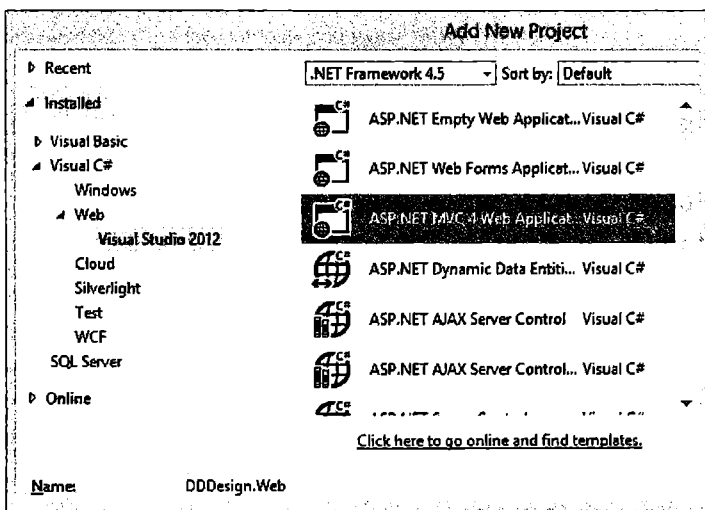 Add New Project
Recent
Installed
Visual Basic
Visual C#
Windows
Web
Visual Studio 2012
Cloud
Silverlight
Test
WCF
SQL Server
Online
.NET Framework 4.5 Sort by: Default
C# ASP.NET Empty Web Applicat... Visual C#
C# ASP.NET Web Forms Applicat... Visual C#
C# ASP.NET MVC 4 Web Applicat... Visual C#
C# ASP.NET Dynamic Data Entiti... Visual C#
C# ASP.NET AJAX Server Control Visual C#
C# ASP.NET AJAX Server Control... Visual C#
Click here to go online and find templates.
Name: DDDesign.Web